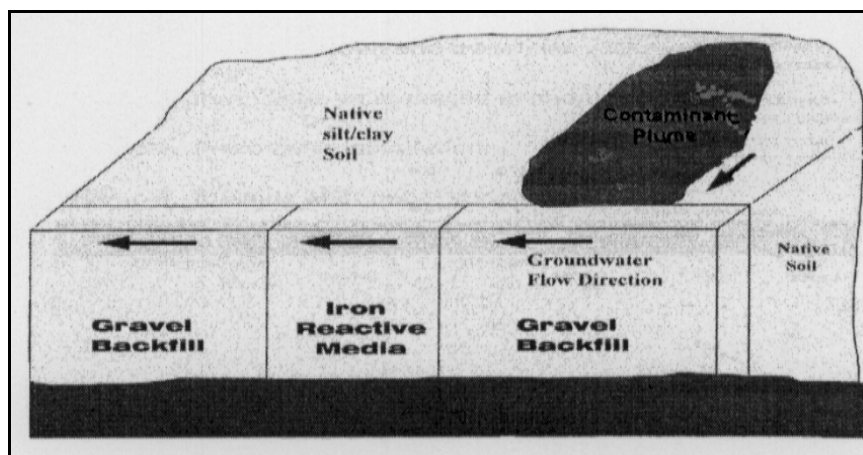 Native
silt/clay
Soil
Contaminant
Plume
Groundwater
Flow Direction
Native
Soil
Gravel
Backfill
Iron
Reactive
Media
Gravel
Backfill